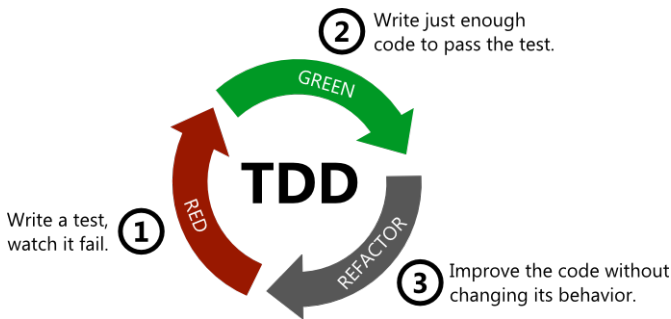 2
Write just enough
code to pass the test.
GREEN
TDD
RED
Write a test,
watch it fail.
1
REFACTOR
3
Improve the code without
changing its behavior.